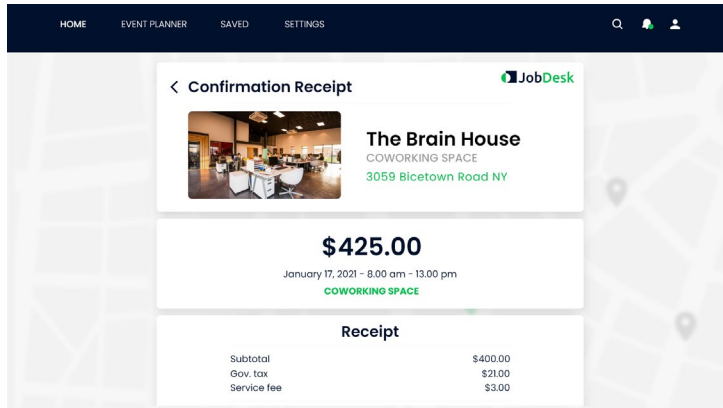 HOME EVENT PLANNER SAVED SETTINGS
JobDesk
Confirmation Receipt
The Brain House
COWORKING SPACE
3059 Bicetown Road NY
$425.00
January 17, 2021 - 8.00 am - 13.00 pm
COWORKING SPACE
Receipt
Subtotal $400.00
Gov. tax $21.00
Service fee $3.00